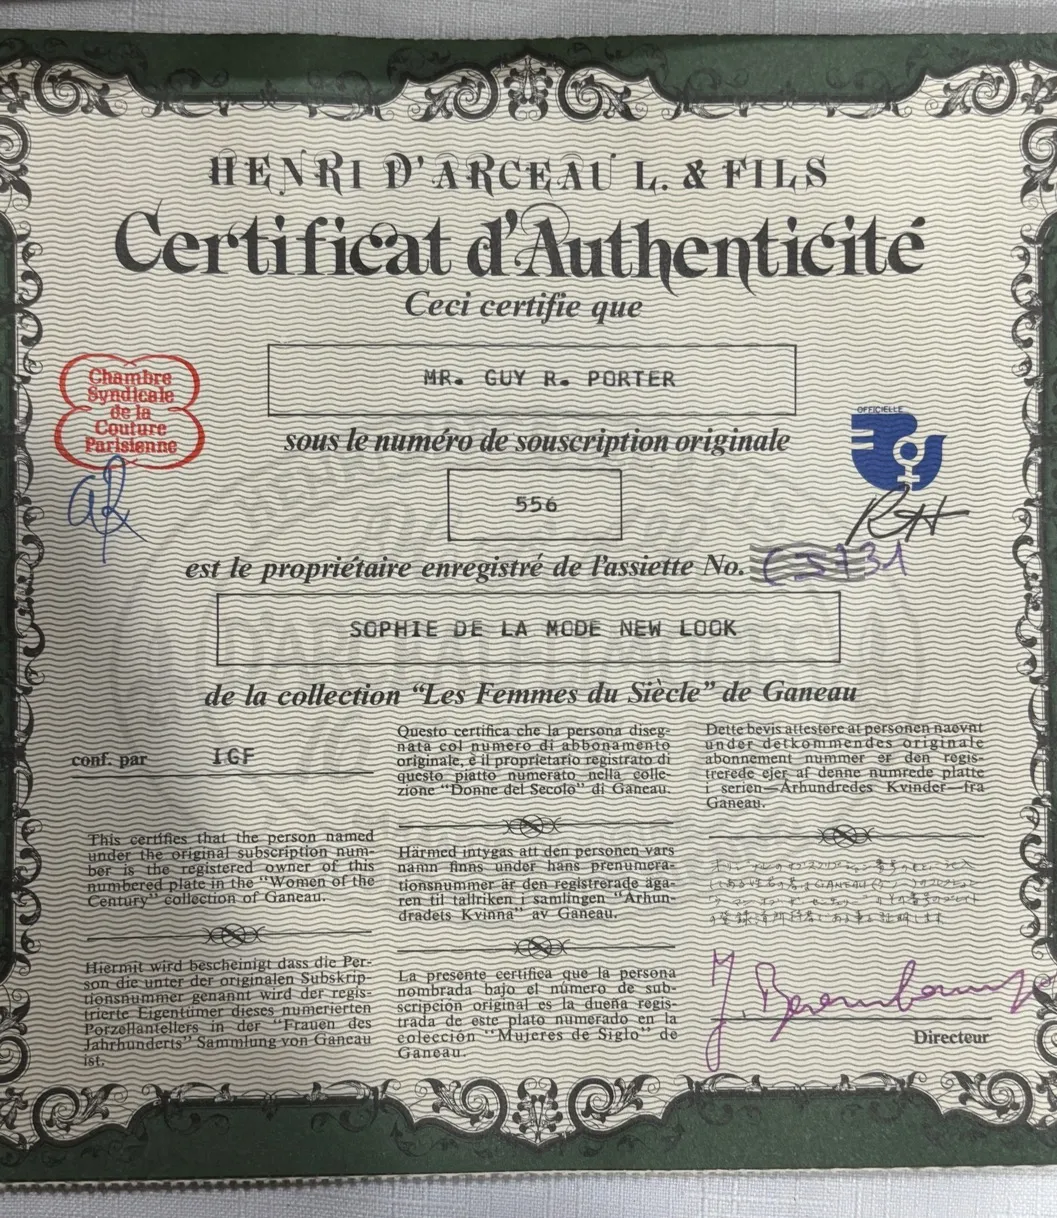 HENRI D'ARCEAU L. & FILS
Certificat d'Authenticité
Ceci certifie que
MR. GUY R. PORTER
Chambre
Syndicale
de la
Couture
Parisienne
sous le numéro de souscription originale
OFFICIELLE
556
RH
est le propriétaire enregistré de l'assiette No.
SOPHIE DE LA MODE NEW LOOK
de la collection “Les Femmes du Siècle” de Ganeau
conf. par IGF
This certifies that the person named
under the original subscription num-
ber is the registered owner of this
numbered plate in the “Women of the
Century” collection of Ganeau.
Hiermit wird bescheinigt dass die Per-
son die unter der originalen Subskrip-
tionsnummer genannt wird der regis-
trierte Eigentümer dieses numerierten
Porzellantellers in der “Frauen des
Jahrhunderts” Sammlung von Ganeau
ist.
Questo certifica che la persona diseg-
nata col numero di abbonamento
originale, è il proprietario registrato di
questo piatto numerato nella colle-
zione “Donne del Secolo” di Ganeau.
Härmed intygas att den personen vars
namn finns under hans prenumera-
tionsnummer är den registrerade äga-
ren til tallriken i samlingen “Århun-
dradets Kvinna” av Ganeau.
La presente certifica que la persona
nombrada bajo el número de sub-
scripción original es la dueña regis-
trada de este plato numerado en la
colección “Mujeres de Siglo” de
Ganeau.
Dette bevis attestere at personen naevnt
under detkommendes originale
abonnement nummer er den regis-
trerede ejer af denne numrede platte
i serien—Århundredes Kvinder—fra
Ganeau.
Directeur